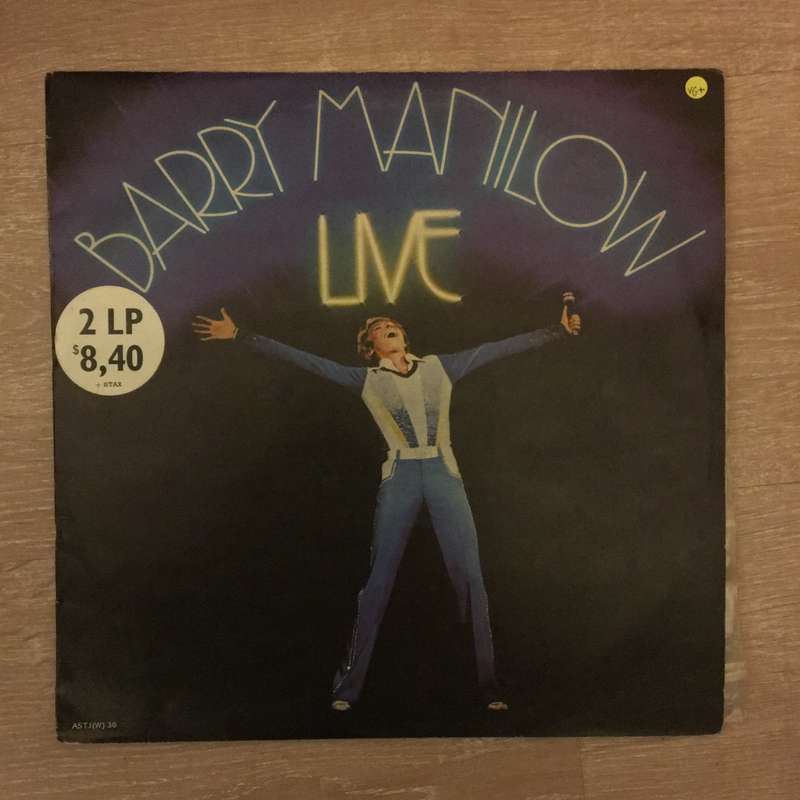 BARRY MANILOW
LIVE
VG+
2 LP
$8,40
+ STAX
ASTJ(W) 30